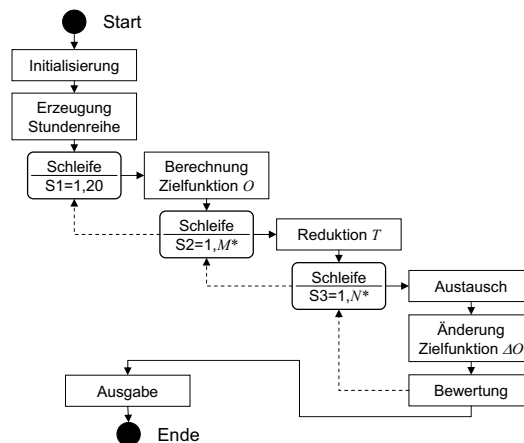 Start
Initialisierung
Erzeugung
Stundenreihe
Schleife
S1=1,20
Berechnung
Zielfunktion O
Schleife
S2=1,M*
Reduktion T
Schleife
S3=1,N*
Austausch
Änderung
Zielfunktion ΔO
Bewertung
Ausgabe
Ende